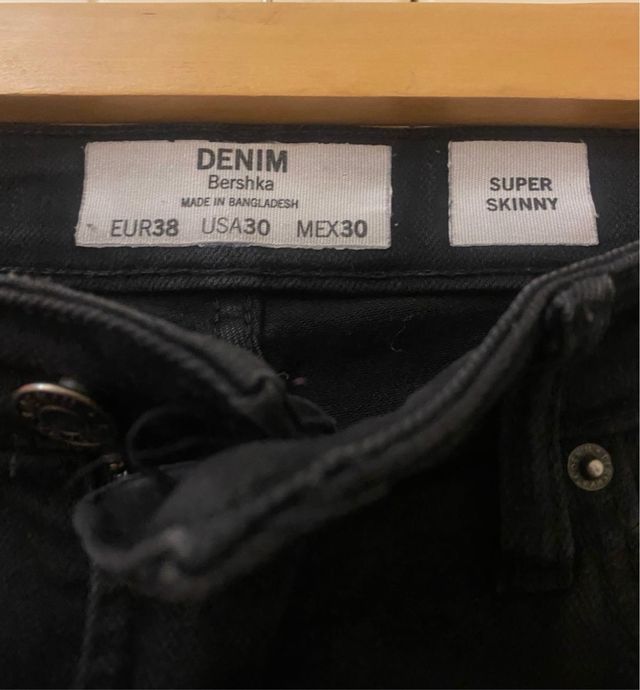 DENIM
Bershka
MADE IN BANGLADESH
EUR38 USA30 MEX30
SUPER
SKINNY